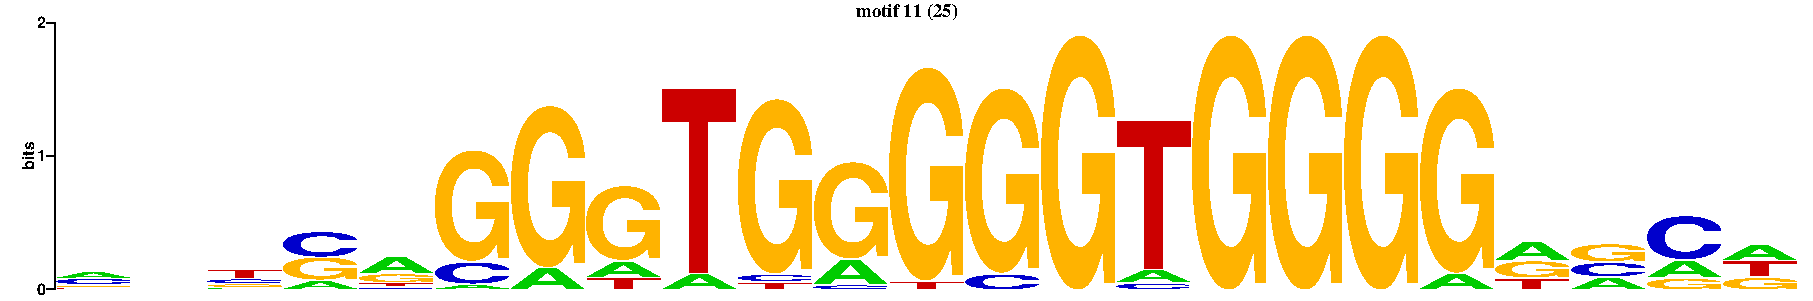 motif 11 (25)
2
bits
1
0
A T C A G G G T G G G G G T G G G G A G C A